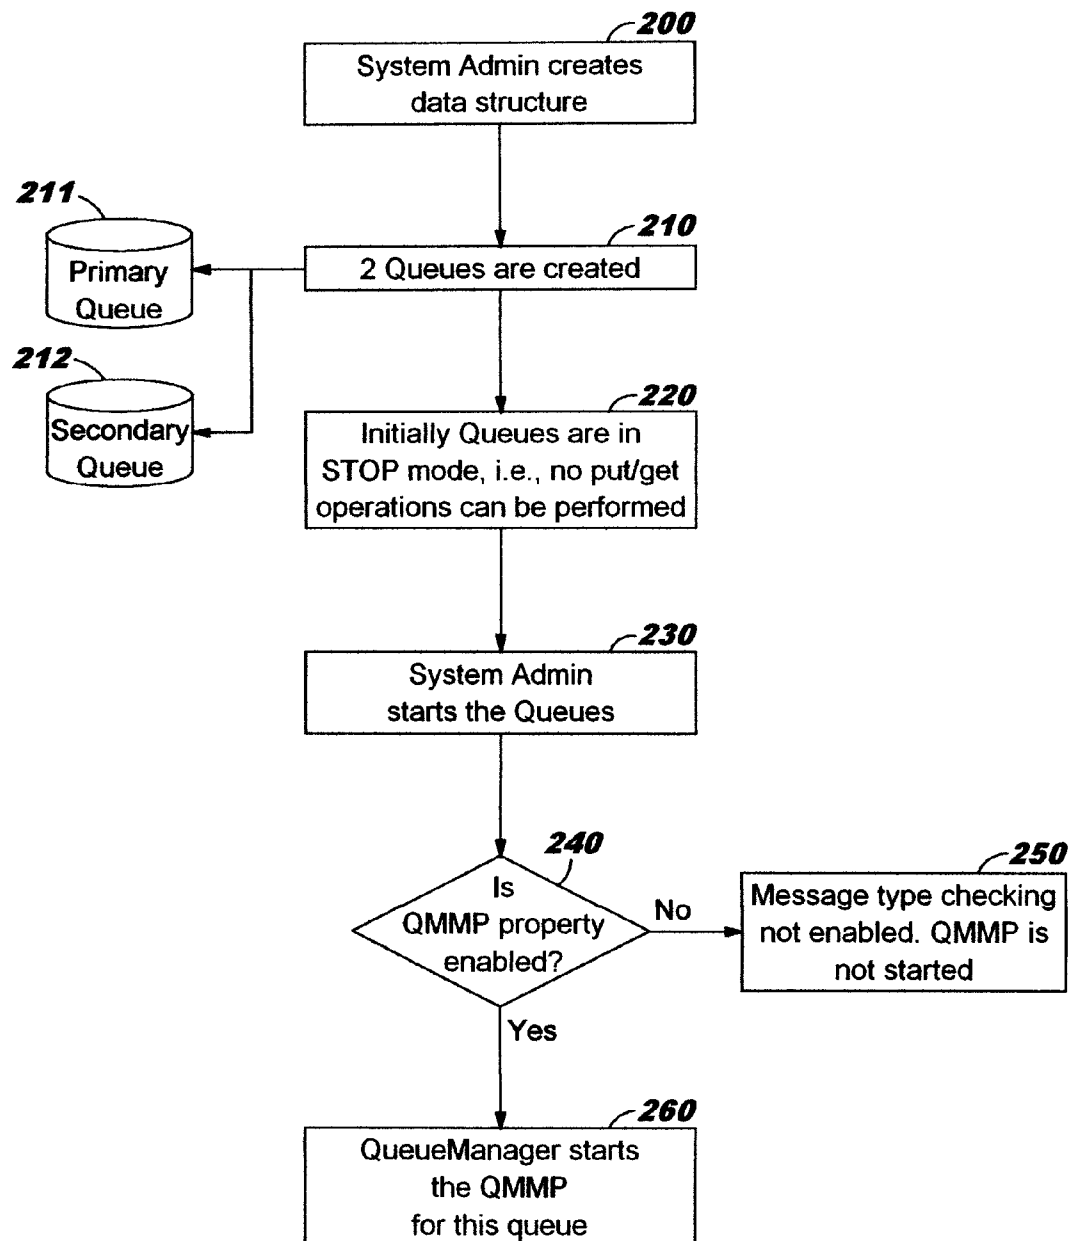 200
System Admin creates
data structure
211
210
Primary
Queue
2 Queues are created
212
220
Secondary
Queue
Initially Queues are in
STOP mode, i.e., no put/get
operations can be performed
230
System Admin
starts the Queues
240
Is
QMMP property
enabled?
No
250
Message type checking
not enabled. QMMP is
not started
Yes
260
QueueManager starts
the QMMP
for this queue